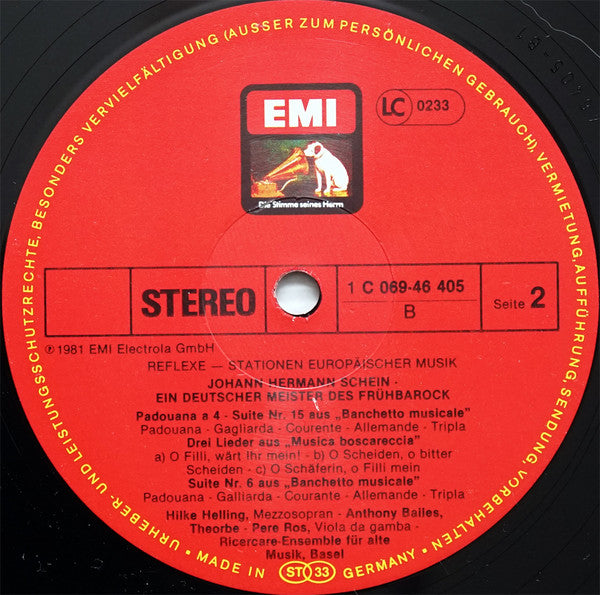 URHEBER- UND LEISTUNGSSCHUTZRECHTE, BESONDERS VERVIELFÄLTIGUNG (AUSSER ZUM PERSÖNLICHEN GEBRAUCH), VERMIETUNG, AUFFÜHRUNG, SENDUNG, VORBEHALTEN •
EMI
Die Stimme seines Herrn
LC 0233
STEREO
1 C 069-46 405
B
Seite 2
℗ 1981 EMI Electrola GmbH
REFLEXE — STATIONEN EUROPÄISCHER MUSIK
JOHANN HERMANN SCHEIN -
EIN DEUTSCHER MEISTER DES FRÜHBAROCK
Padouana a 4 - Suite Nr. 15 aus „Banchetto musicale"
Padouana - Gagliarda - Courente - Allemande - Tripla
Drei Lieder aus „Musica boscareccia"
a) O Filli, wärt Ihr mein! - b) O Scheiden, o bitter
Scheiden - c) O Schäferin, o Filli mein
Suite Nr. 6 aus „Banchetto musicale"
Padouana - Galliarda - Courante - Allemande - Tripla
Hilke Helling, Mezzosopran - Anthony Bailes,
Theorbe - Pere Ros, Viola da gamba -
Ricercare-Ensemble für alte
Musik, Basel
• MADE IN ST 33 GERMANY •